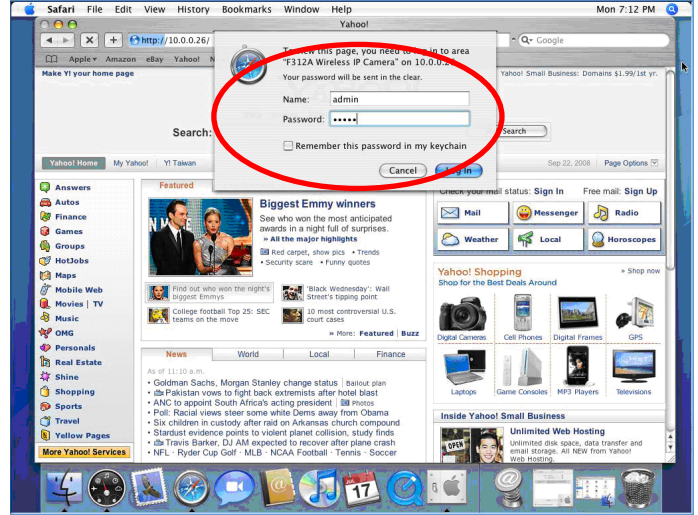 Safari File Edit View History Bookmarks Window Help Mon 7:12 PM
Yahoo!
http://10.0.0.26/
Google
Apple Amazon eBay Yahoo!
To view this page, you need to log in to area
"F312A Wireless IP Camera" on 10.0.0.26
Your password will be sent in the clear.
Name: admin
Password: •••••
Remember this password in my keychain
Cancel Log In
Make Y! your home page
Yahoo! Small Business: Domains $1.99/1st yr.
Search:
Search
Yahoo! Home My Yahoo! Y! Taiwan
Sep 22, 2008 Page Options
Answers
Autos
Finance
Games
Groups
HotJobs
Maps
Mobile Web
Movies | TV
Music
OMG
Personals
Real Estate
Shine
Shopping
Sports
Travel
Yellow Pages
More Yahoo! Services
Featured
Biggest Emmy winners
See who won the most anticipated
awards in a night full of surprises.
» All the major highlights
Red carpet, show pics • Trends
• Security scare • Funny quotes
Find out who won the night's
biggest Emmys
'Black Wednesday': Wall
Street's tipping point
College football Top 25: SEC
teams on the move
10 most controversial U.S.
court cases
» More: Featured | Buzz
News World Local Finance
As of 11:10 a.m.
• Goldman Sachs, Morgan Stanley change status | Bailout plan
• Pakistan vows to fight back extremists after hotel blast
• ANC to appoint South Africa's acting president | Photos
• Poll: Racial views steer some white Dems away from Obama
• Six children in custody after raid on Arkansas church compound
• Stardust evidence points to violent planet collision, study finds
• Travis Barker, DJ AM expected to recover after plane crash
• NFL · Ryder Cup Golf · MLB · NCAA Football · Tennis · Soccer
Check your mail status: Sign In Free mail: Sign Up
Mail Messenger Radio
Weather Local Horoscopes
Yahoo! Shopping » Shop now
Shop for the Best Deals Around
Digital Cameras Cell Phones Digital Frames GPS
Laptops Game Consoles MP3 Players Televisions
Inside Yahoo! Small Business
OPEN
Unlimited Web Hosting
Unlimited disk space, data transfer and
email storage. All NEW from Yahoo!
Web Hosting.
17